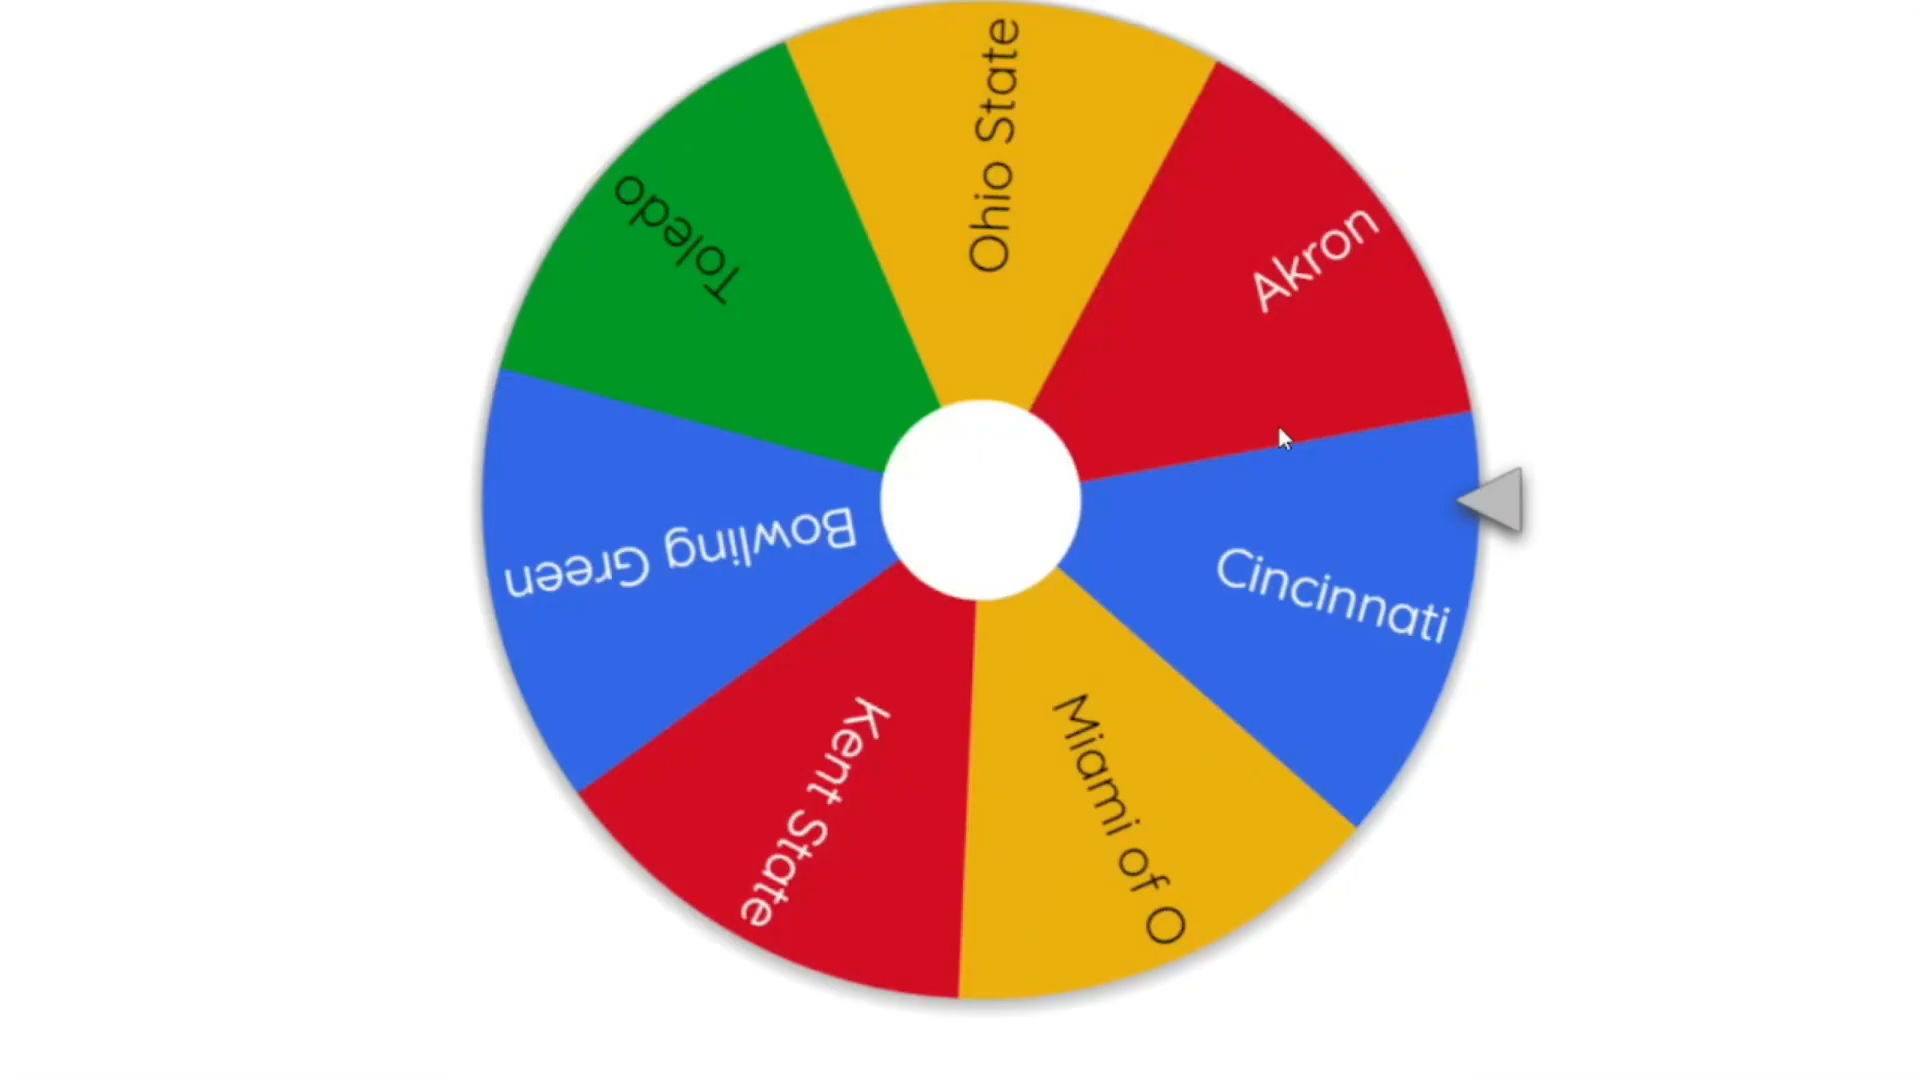 Ohio State
Akron
Cincinnati
Miami of O
Kent State
Bowling Green
Toledo